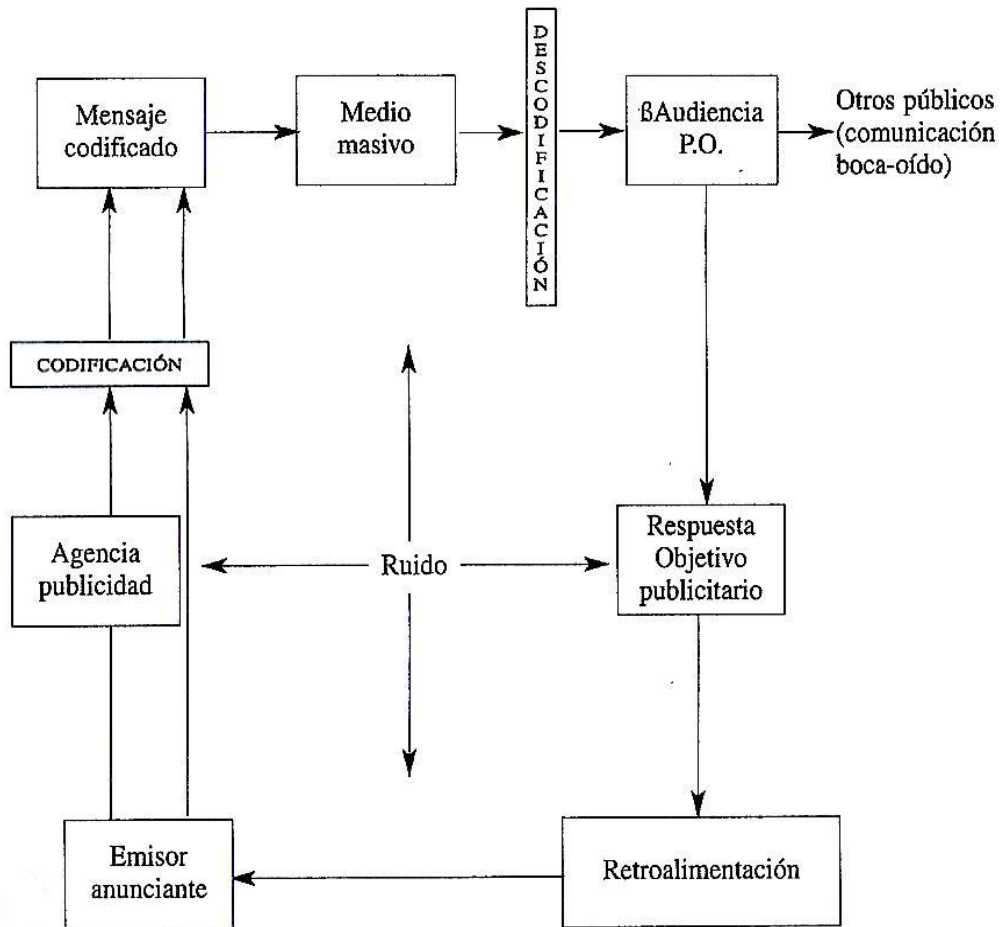 Mensaje
codificado
Medio
masivo
DESCODIFICACIÓN
ßAudiencia
P.O.
Otros públicos
(comunicación
boca-oído)
CODIFICACIÓN
Agencia
publicidad
Ruido
Respuesta
Objetivo
publicitario
Emisor
anunciante
Retroalimentación